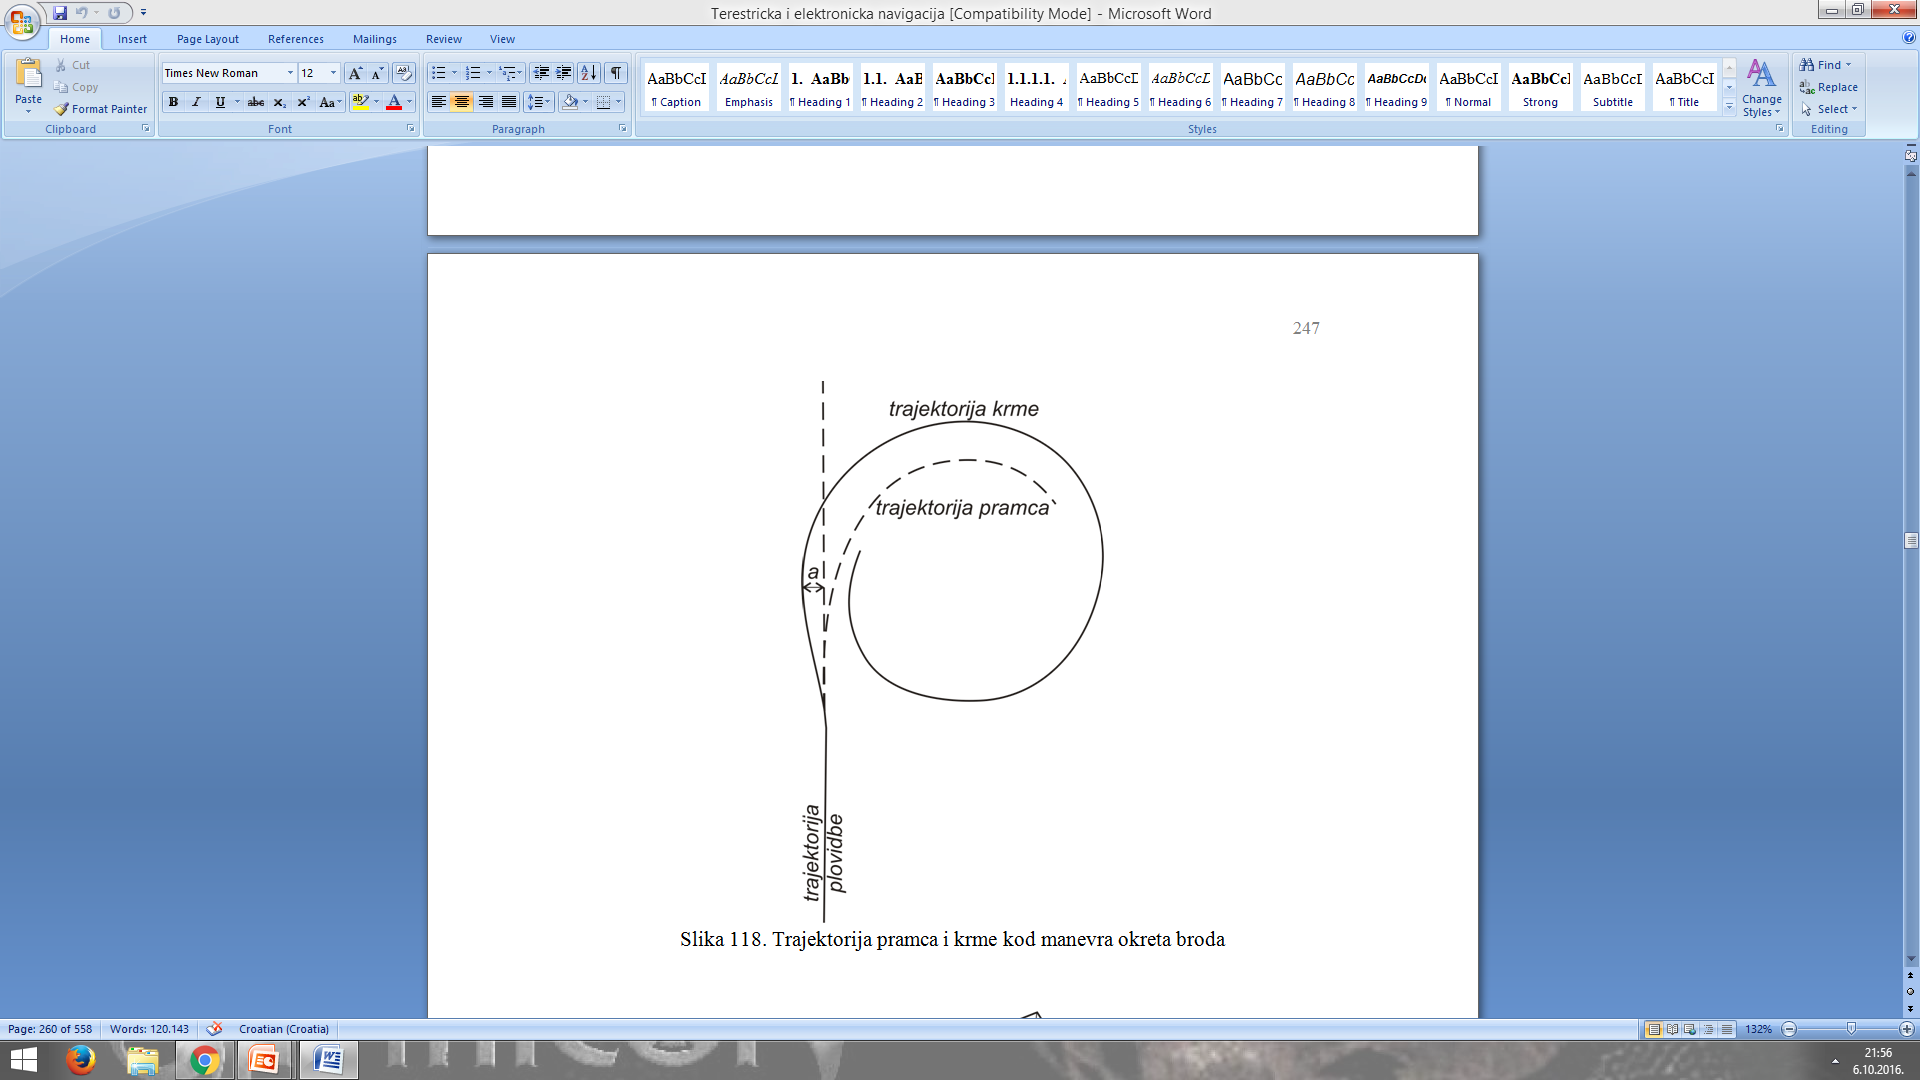 Terestricka i elektronicka navigacija [Compatibility Mode] - Microsoft Word
Home Insert Page Layout References Mailings Review View
Paste
Cut
Copy
Format Painter
Clipboard
Times New Roman 12
Font
Paragraph
AaBbCcI AaBbCcL 1. AaBb 1.1. AaB AaBbCcI 1.1.1.1. AaBbCcD AaBbCcL AaBbCc AaBbCc AaBbCcDc AaBbCcI AaBbCcI AaBbCcI AaBbCcI
¶ Caption Emphasis ¶ Heading 1 ¶ Heading 2 ¶ Heading 3 Heading 4 ¶ Heading 5 ¶ Heading 6 ¶ Heading 7 ¶ Heading 8 ¶ Heading 9 ¶ Normal Strong Subtitle ¶ Title
Change Styles
Styles
Find
Replace
Select
Editing
247
trajektorija krme
trajektorija pramca
a
trajektorija
plovidbe
Slika 118. Trajektorija pramca i krme kod manevra okreta broda
Page: 260 of 558 Words: 120.143 Croatian (Croatia) 132%
21:56
6.10.2016.